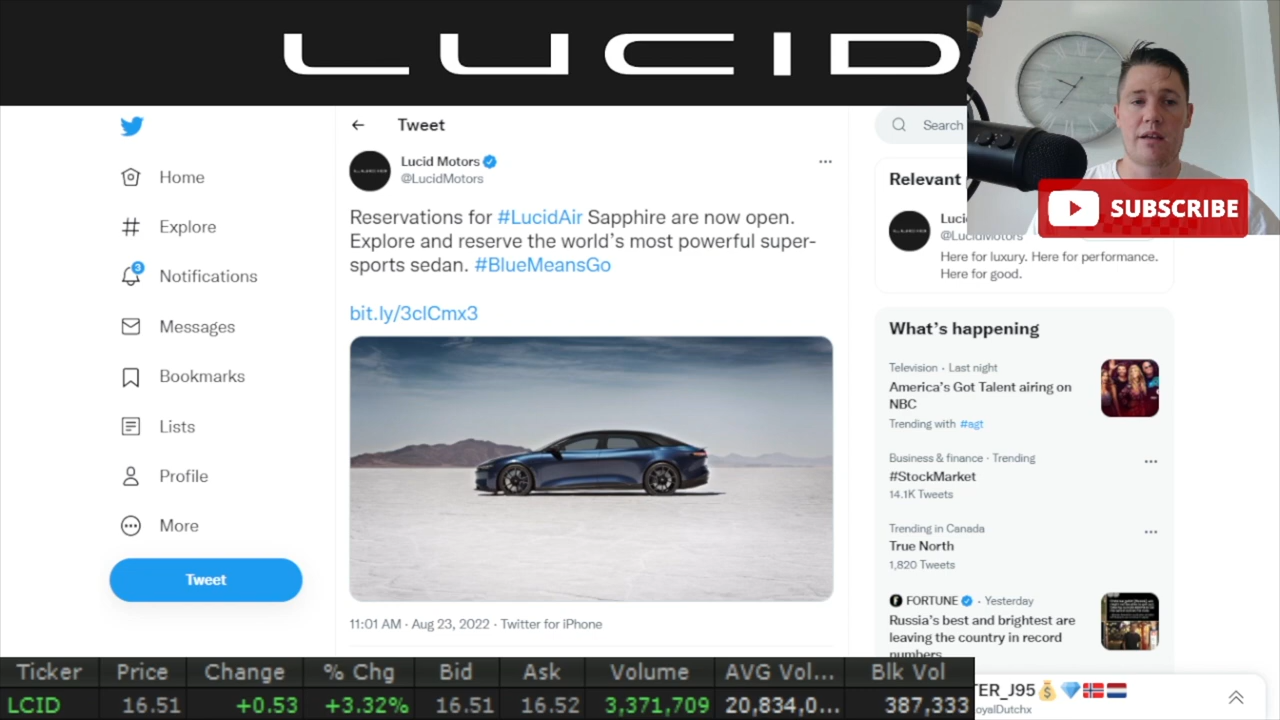 LUCID
Tweet
Search
Lucid Motors
@LucidMotors
Reservations for #LucidAir Sapphire are now open.
Explore and reserve the world's most powerful super-
sports sedan. #BlueMeansGo
Home
Explore
3
Notifications
Messages
Bookmarks
Lists
Profile
More
Tweet
11:01 AM · Aug 23, 2022 · Twitter for iPhone
Relevant
SUBSCRIBE
@LucidMotors
Here for luxury. Here for performance.
Here for good.
What's happening
Television · Last night
America's Got Talent airing on
NBC
Trending with #agt
Business & finance · Trending
#StockMarket
14.1K Tweets
Trending in Canada
True North
1,820 Tweets
FORTUNE · Yesterday
Russia's best and brightest are
leaving the country in record
numbers
Ticker Price Change % Chg Bid Ask Volume AVG Vol... Blk Vol
LCID 16.51 +0.53 +3.32% 16.51 16.52 3,371,709 20,834,0... 387,333
TER_J95
oyalDutchx